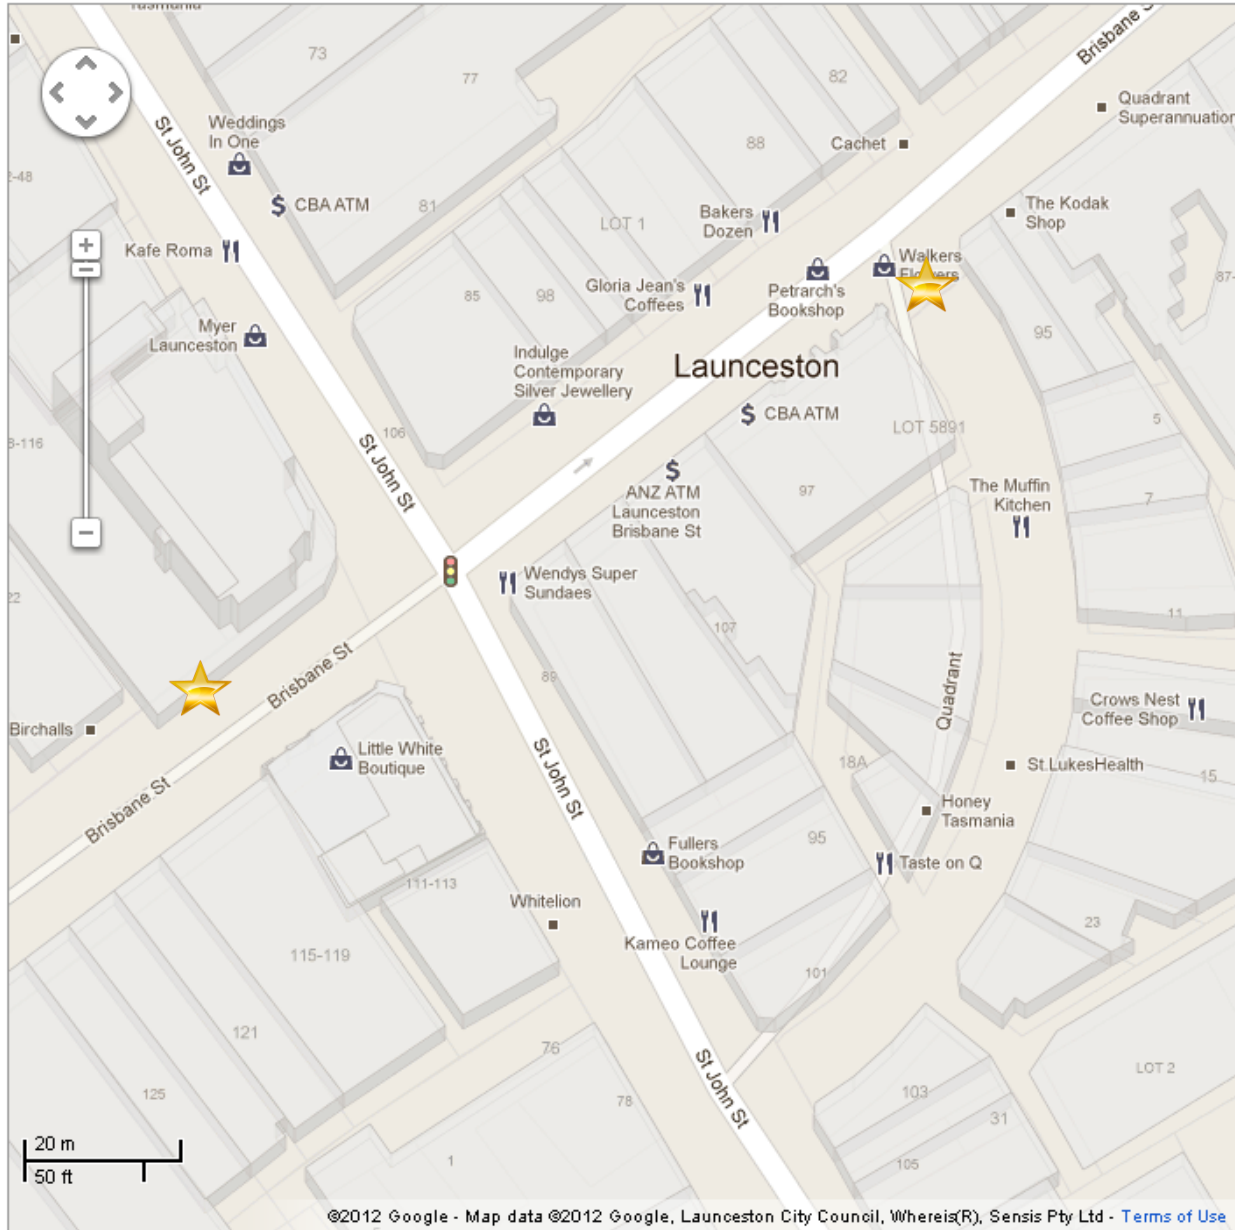 Tasmania
73
77
82
Brisbane St
Quadrant
Superannuation
Weddings
In One
St John St
88
Cachet
2-48
CBA ATM
81
LOT 1
Bakers
Dozen
The Kodak
Shop
Kafe Roma
Walkers
Flowers
Gloria Jean's
Coffees
Petrarch's
Bookshop
87-
85
98
Myer
Launceston
95
Indulge
Contemporary
Silver Jewellery
Launceston
CBA ATM
LOT 5891
5
106
St John St
3-116
ANZ ATM
Launceston
Brisbane St
97
The Muffin
Kitchen
7
Wendys Super
Sundaes
22
11
107
Brisbane St
89
Quadrant
Crows Nest
Coffee Shop
Birchalls
Little White
Boutique
St John St
18A
St.LukesHealth
15
Brisbane St
Honey
Tasmania
Fullers
Bookshop
95
Taste on Q
111-113
Whitelion
23
115-119
Kameo Coffee
Lounge
101
121
76
LOT 2
125
78
St John St
103
31
20 m
50 ft
1
105
©2012 Google - Map data ©2012 Google, Launceston City Council, Whereis(R), Sensis Pty Ltd - Terms of Use